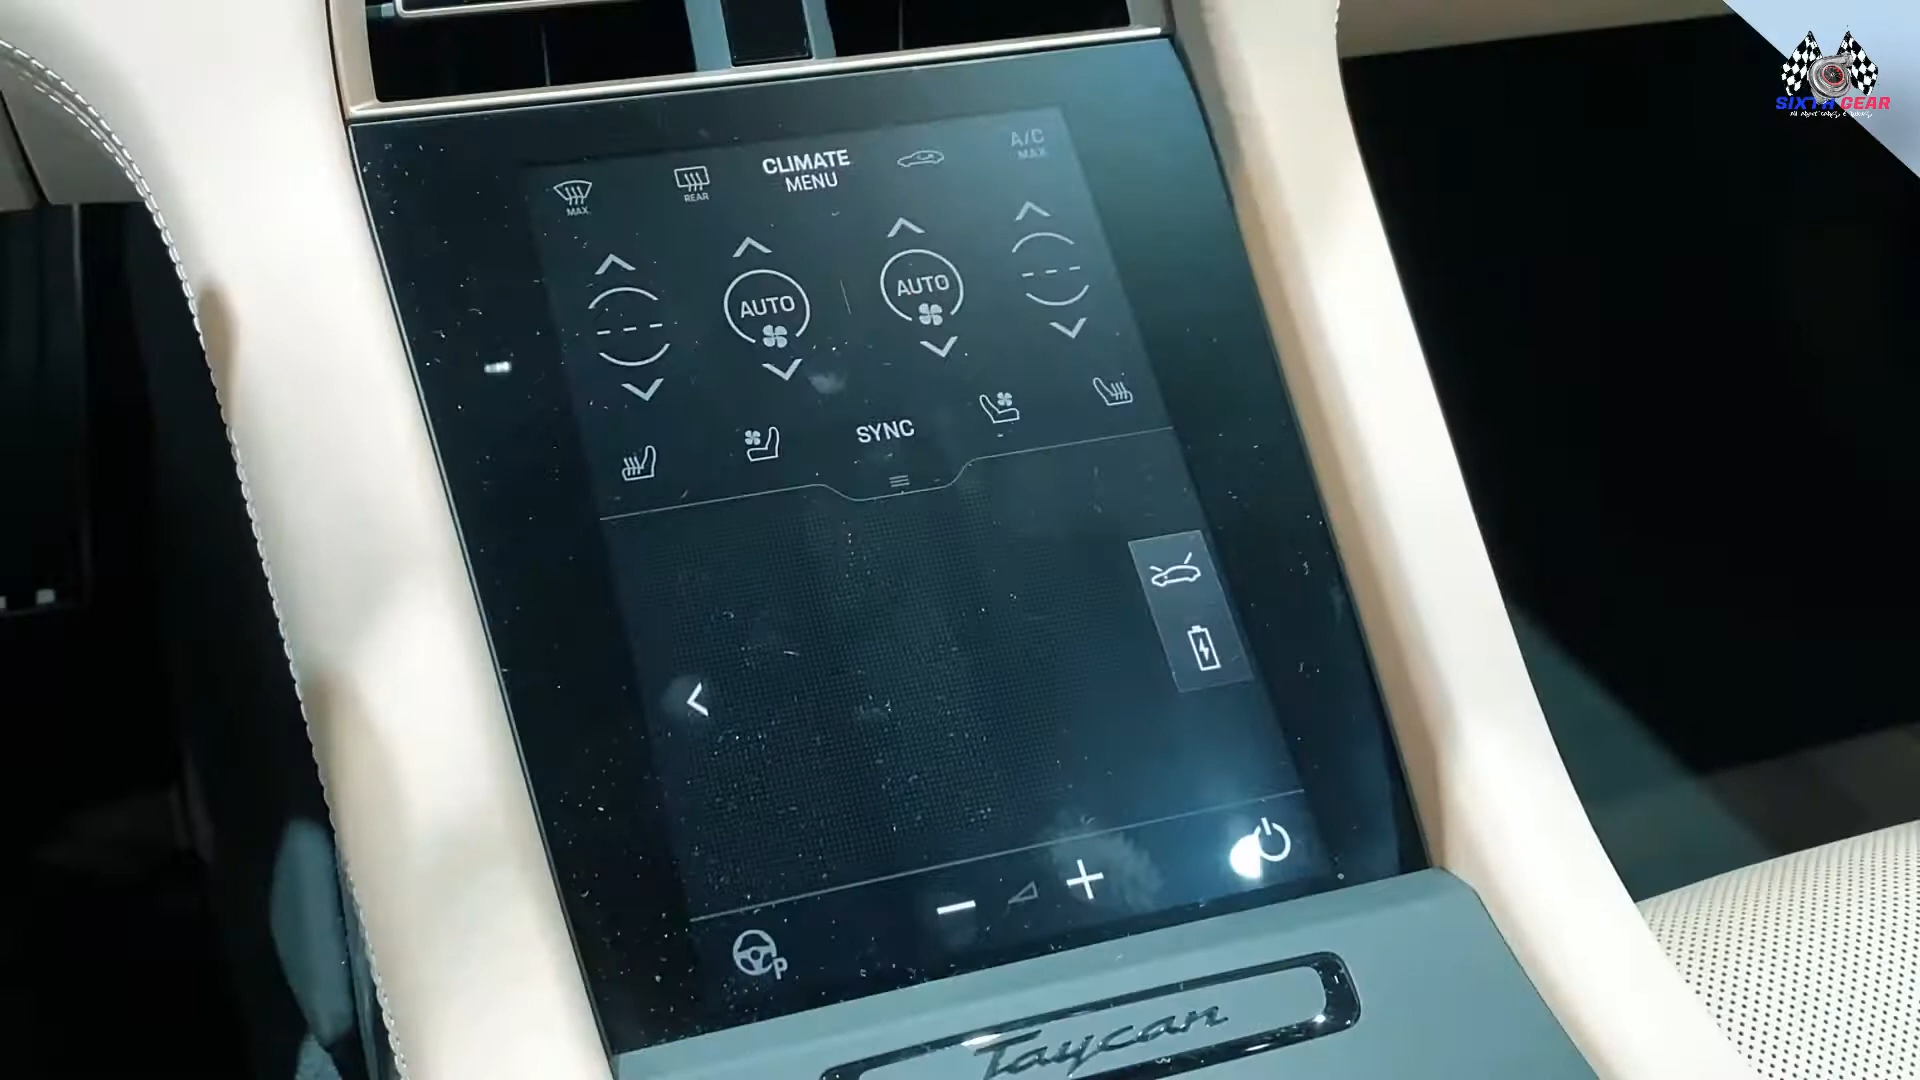 SIXTH GEAR
A/C
MAX
CLIMATE
MENU
MAX
REAR
AUTO
AUTO
SYNC
P
Taycan